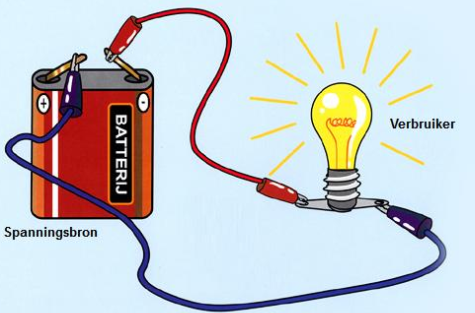 +
-
BATTERIJ
Verbruiker
Spanningsbron